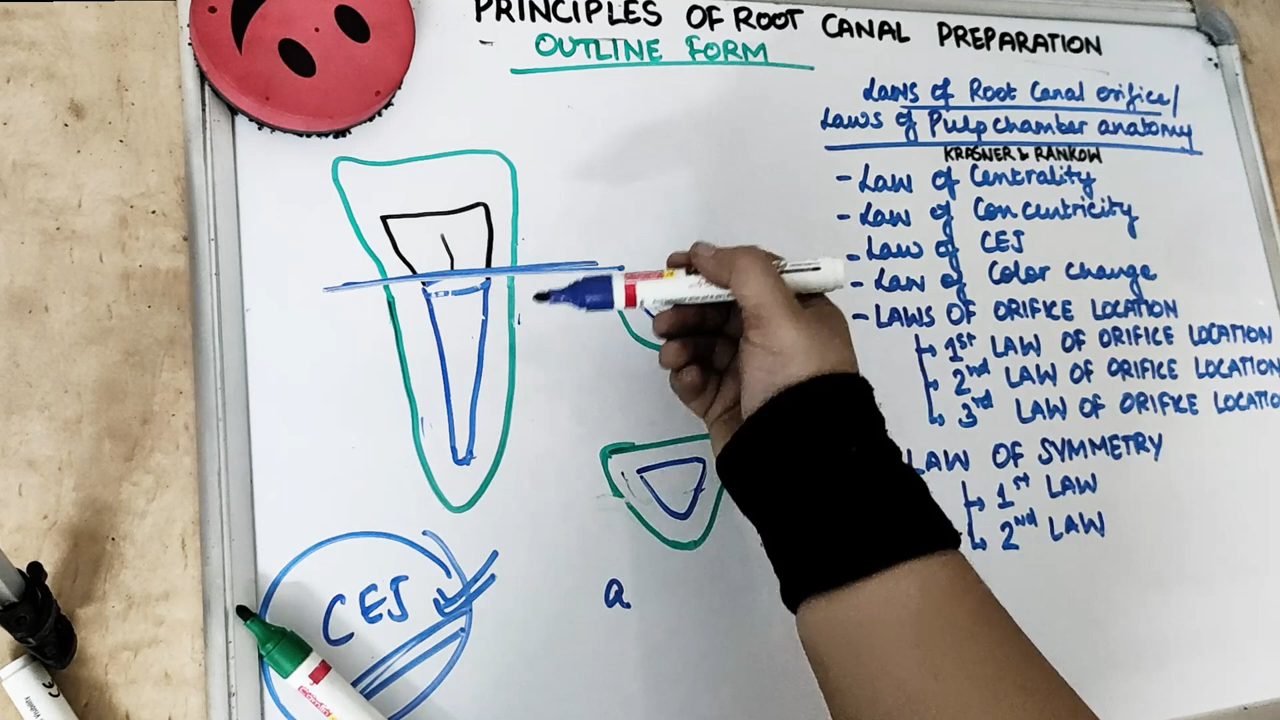 PRINCIPLES OF ROOT CANAL PREPARATION
- OUTLINE FORM
Laws of Root Canal orifice/
Laws of Pulp chamber anatomy
KRASNER & RANKOW
- Law of Centrality
- Law of Concentricity
- Law of CEJ
- Law of Color change
- LAWS OF ORIFICE LOCATION
1st LAW OF ORIFICE LOCATION
2nd LAW OF ORIFICE LOCATION
3rd LAW OF ORIFICE LOCATIO
LAW OF SYMMETRY
1st LAW
2nd LAW
CEJ
a